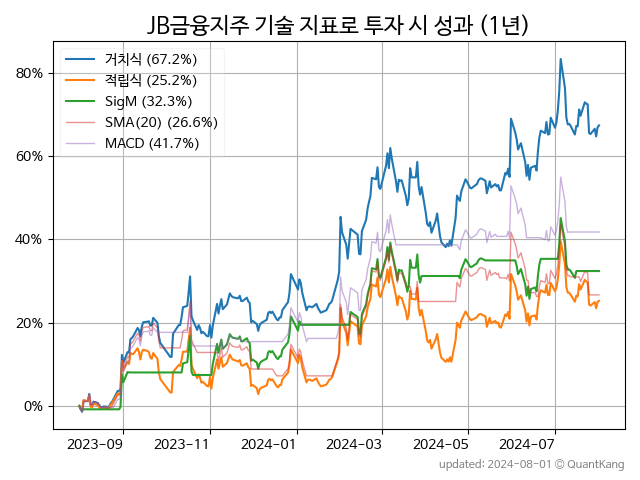 JB금융지주 기술 지표로 투자 시 성과 (1년)
거치식 (67.2%)
적립식 (25.2%)
SigM (32.3%)
SMA(20) (26.6%)
MACD (41.7%)
80%
60%
40%
20%
0%
2023-09 2023-11 2024-01 2024-03 2024-05 2024-07
updated: 2024-08-01 © QuantKang